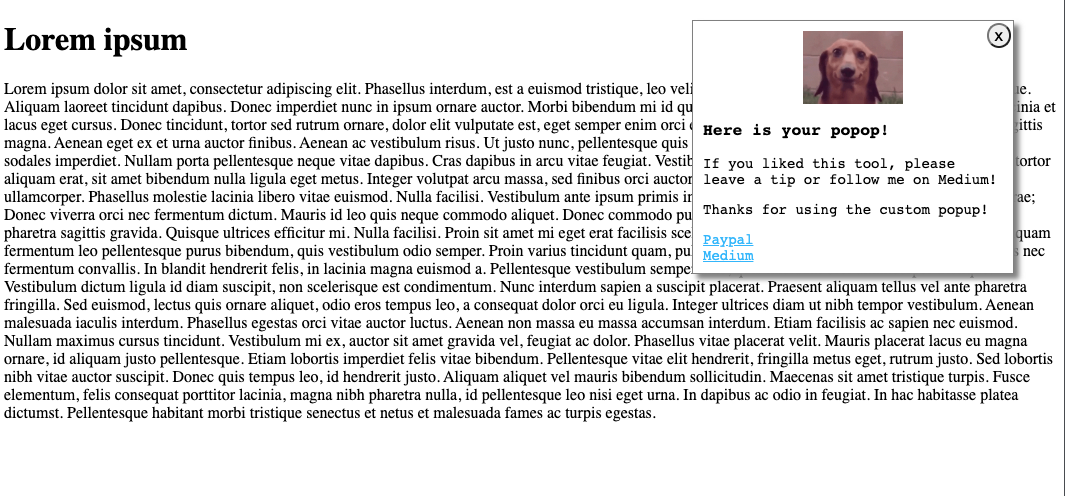 Lorem ipsum
Lorem ipsum dolor sit amet, consectetur adipiscing elit. Phasellus interdum, est a euismod tristique, leo veli ue.
Aliquam laoreet tincidunt dapibus. Donec imperdiet nunc in ipsum ornare auctor. Morbi bibendum mi id qu inia et
lacus eget cursus. Donec tincidunt, tortor sed rutrum ornare, dolor elit vulputate est, eget semper enim orci gittis
magna. Aenean eget ex et urna auctor finibus. Aenean ac vestibulum risus. Ut justo nunc, pellentesque quis
sodales imperdiet. Nullam porta pellentesque neque vitae dapibus. Cras dapibus in arcu vitae feugiat. Vestib tortor
aliquam erat, sit amet bibendum nulla ligula eget metus. Integer volutpat arcu massa, sed finibus orci auctor
ullamcorper. Phasellus molestie lacinia libero vitae euismod. Nulla facilisi. Vestibulum ante ipsum primis in ae;
Donec viverra orci nec fermentum dictum. Mauris id leo quis neque commodo aliquet. Donec commodo pu
pharetra sagittis gravida. Quisque ultrices efficitur mi. Nulla facilisi. Proin sit amet mi eget erat facilisis sce quam
fermentum leo pellentesque purus bibendum, quis vestibulum odio semper. Proin varius tincidunt quam, pul nec
fermentum convallis. In blandit hendrerit felis, in lacinia magna euismod a. Pellentesque vestibulum sempe
Vestibulum dictum ligula id diam suscipit, non scelerisque est condimentum. Nunc interdum sapien a suscipit placerat. Praesent aliquam tellus vel ante pharetra
fringilla. Sed euismod, lectus quis ornare aliquet, odio eros tempus leo, a consequat dolor orci eu ligula. Integer ultrices diam ut nibh tempor vestibulum. Aenean
malesuada iaculis interdum. Phasellus egestas orci vitae auctor luctus. Aenean non massa eu massa accumsan interdum. Etiam facilisis ac sapien nec euismod.
Nullam maximus cursus tincidunt. Vestibulum mi ex, auctor sit amet gravida vel, feugiat ac dolor. Phasellus vitae placerat velit. Mauris placerat lacus eu magna
ornare, id aliquam justo pellentesque. Etiam lobortis imperdiet felis vitae bibendum. Pellentesque vitae elit hendrerit, fringilla metus eget, rutrum justo. Sed lobortis
nibh vitae auctor suscipit. Donec quis tempus leo, id hendrerit justo. Aliquam aliquet vel mauris bibendum sollicitudin. Maecenas sit amet tristique turpis. Fusce
elementum, felis consequat porttitor lacinia, magna nibh pharetra nulla, id pellentesque leo nisi eget urna. In dapibus ac odio in feugiat. In hac habitasse platea
dictumst. Pellentesque habitant morbi tristique senectus et netus et malesuada fames ac turpis egestas.
x
Here is your popop!
If you liked this tool, please
leave a tip or follow me on Medium!
Thanks for using the custom popup!
Paypal
Medium